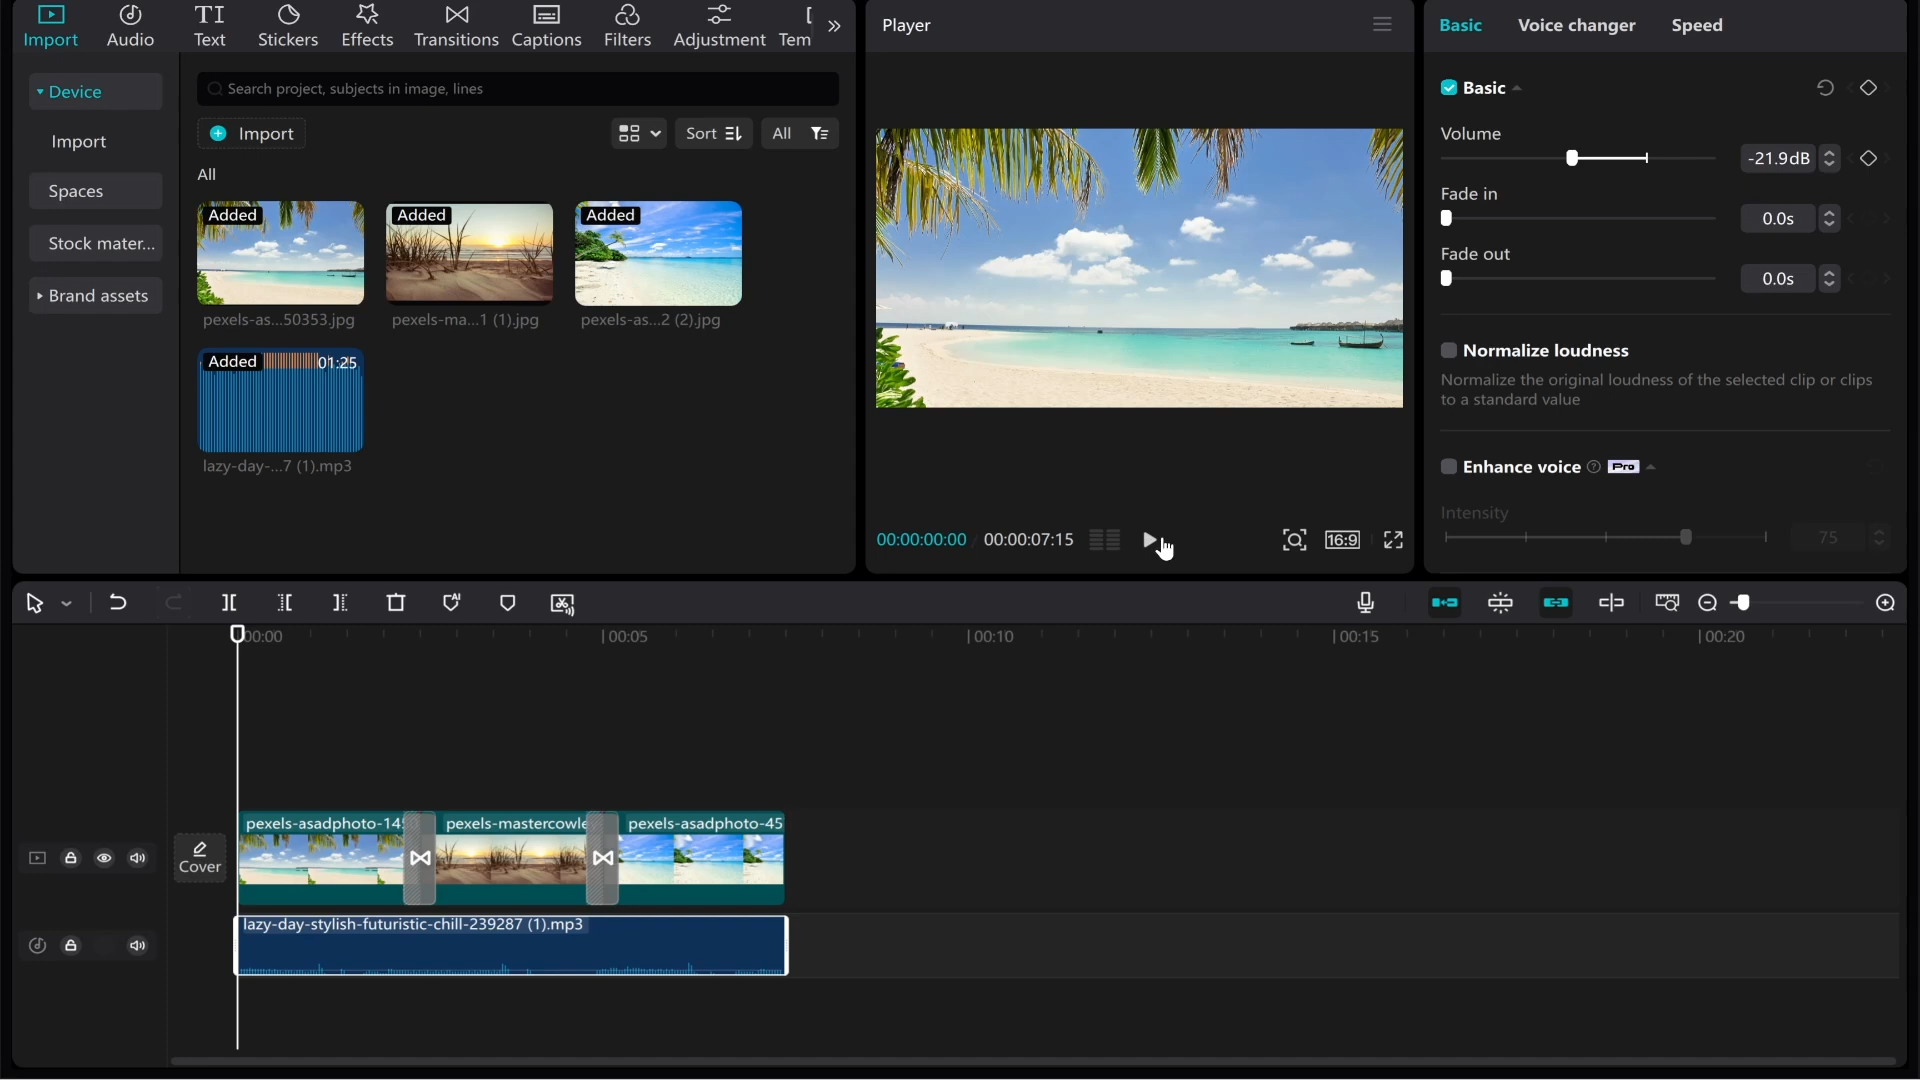 Import
Audio
Text
Stickers
Effects
Transitions
Captions
Filters
Adjustment
Tem
Player
Basic
Voice changer
Speed
Device
Import
Spaces
Stock mater...
Brand assets
Search project, subjects in image, lines
Import
Sort
All
All
Added
pexels-as...50353.jpg
Added
pexels-ma...1 (1).jpg
Added
pexels-as...2 (2).jpg
Added
01:25
lazy-day-...7 (1).mp3
00:00:00:00 / 00:00:07:15
16:9
Basic
Volume
-21.9dB
Fade in
0.0s
Fade out
0.0s
Normalize loudness
Normalize the original loudness of the selected clip or clips
to a standard value
Enhance voice
Pro
Intensity
75
00:00
00:05
00:10
00:15
00:20
Cover
pexels-asadphoto-14
pexels-mastercowle
pexels-asadphoto-45
lazy-day-stylish-futuristic-chill-239287 (1).mp3